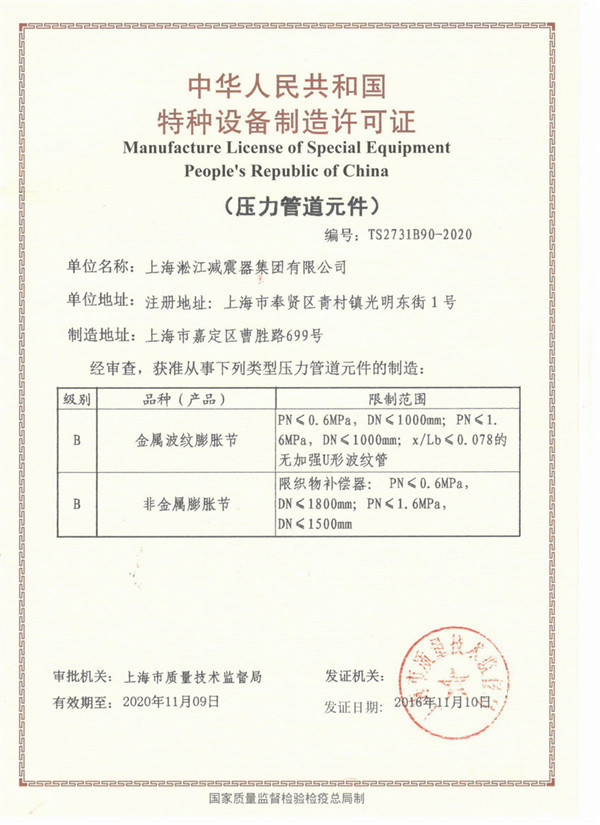 中华人民共和国
特种设备制造许可证
Manufacture License of Special Equipment
People's Republic of China
（压力管道元件）
编号：TS2731B90-2020
单位名称：上海淞江减震器集团有限公司
单位地址：注册地址：上海市奉贤区青村镇光明东街1号
制造地址：上海市嘉定区曹胜路699号
经审查，获准从事下列类型压力管道元件的制造：
级别 品种（产品） 限制范围
B 金属波纹膨胀节 PN≤0.6MPa，DN≤1000mm；PN≤1.
6MPa，DN≤1000mm；x/Lb≤0.078的
无加强U形波纹管
B 非金属膨胀节 限织物补偿器： PN≤0.6MPa，
DN≤1800mm；PN≤1.6MPa，
DN≤1500mm
审批机关：上海市质量技术监督局 发证机关：
有效期至：2020年11月09日 发证日期：2016年11月10日
国家质量监督检验检疫总局制